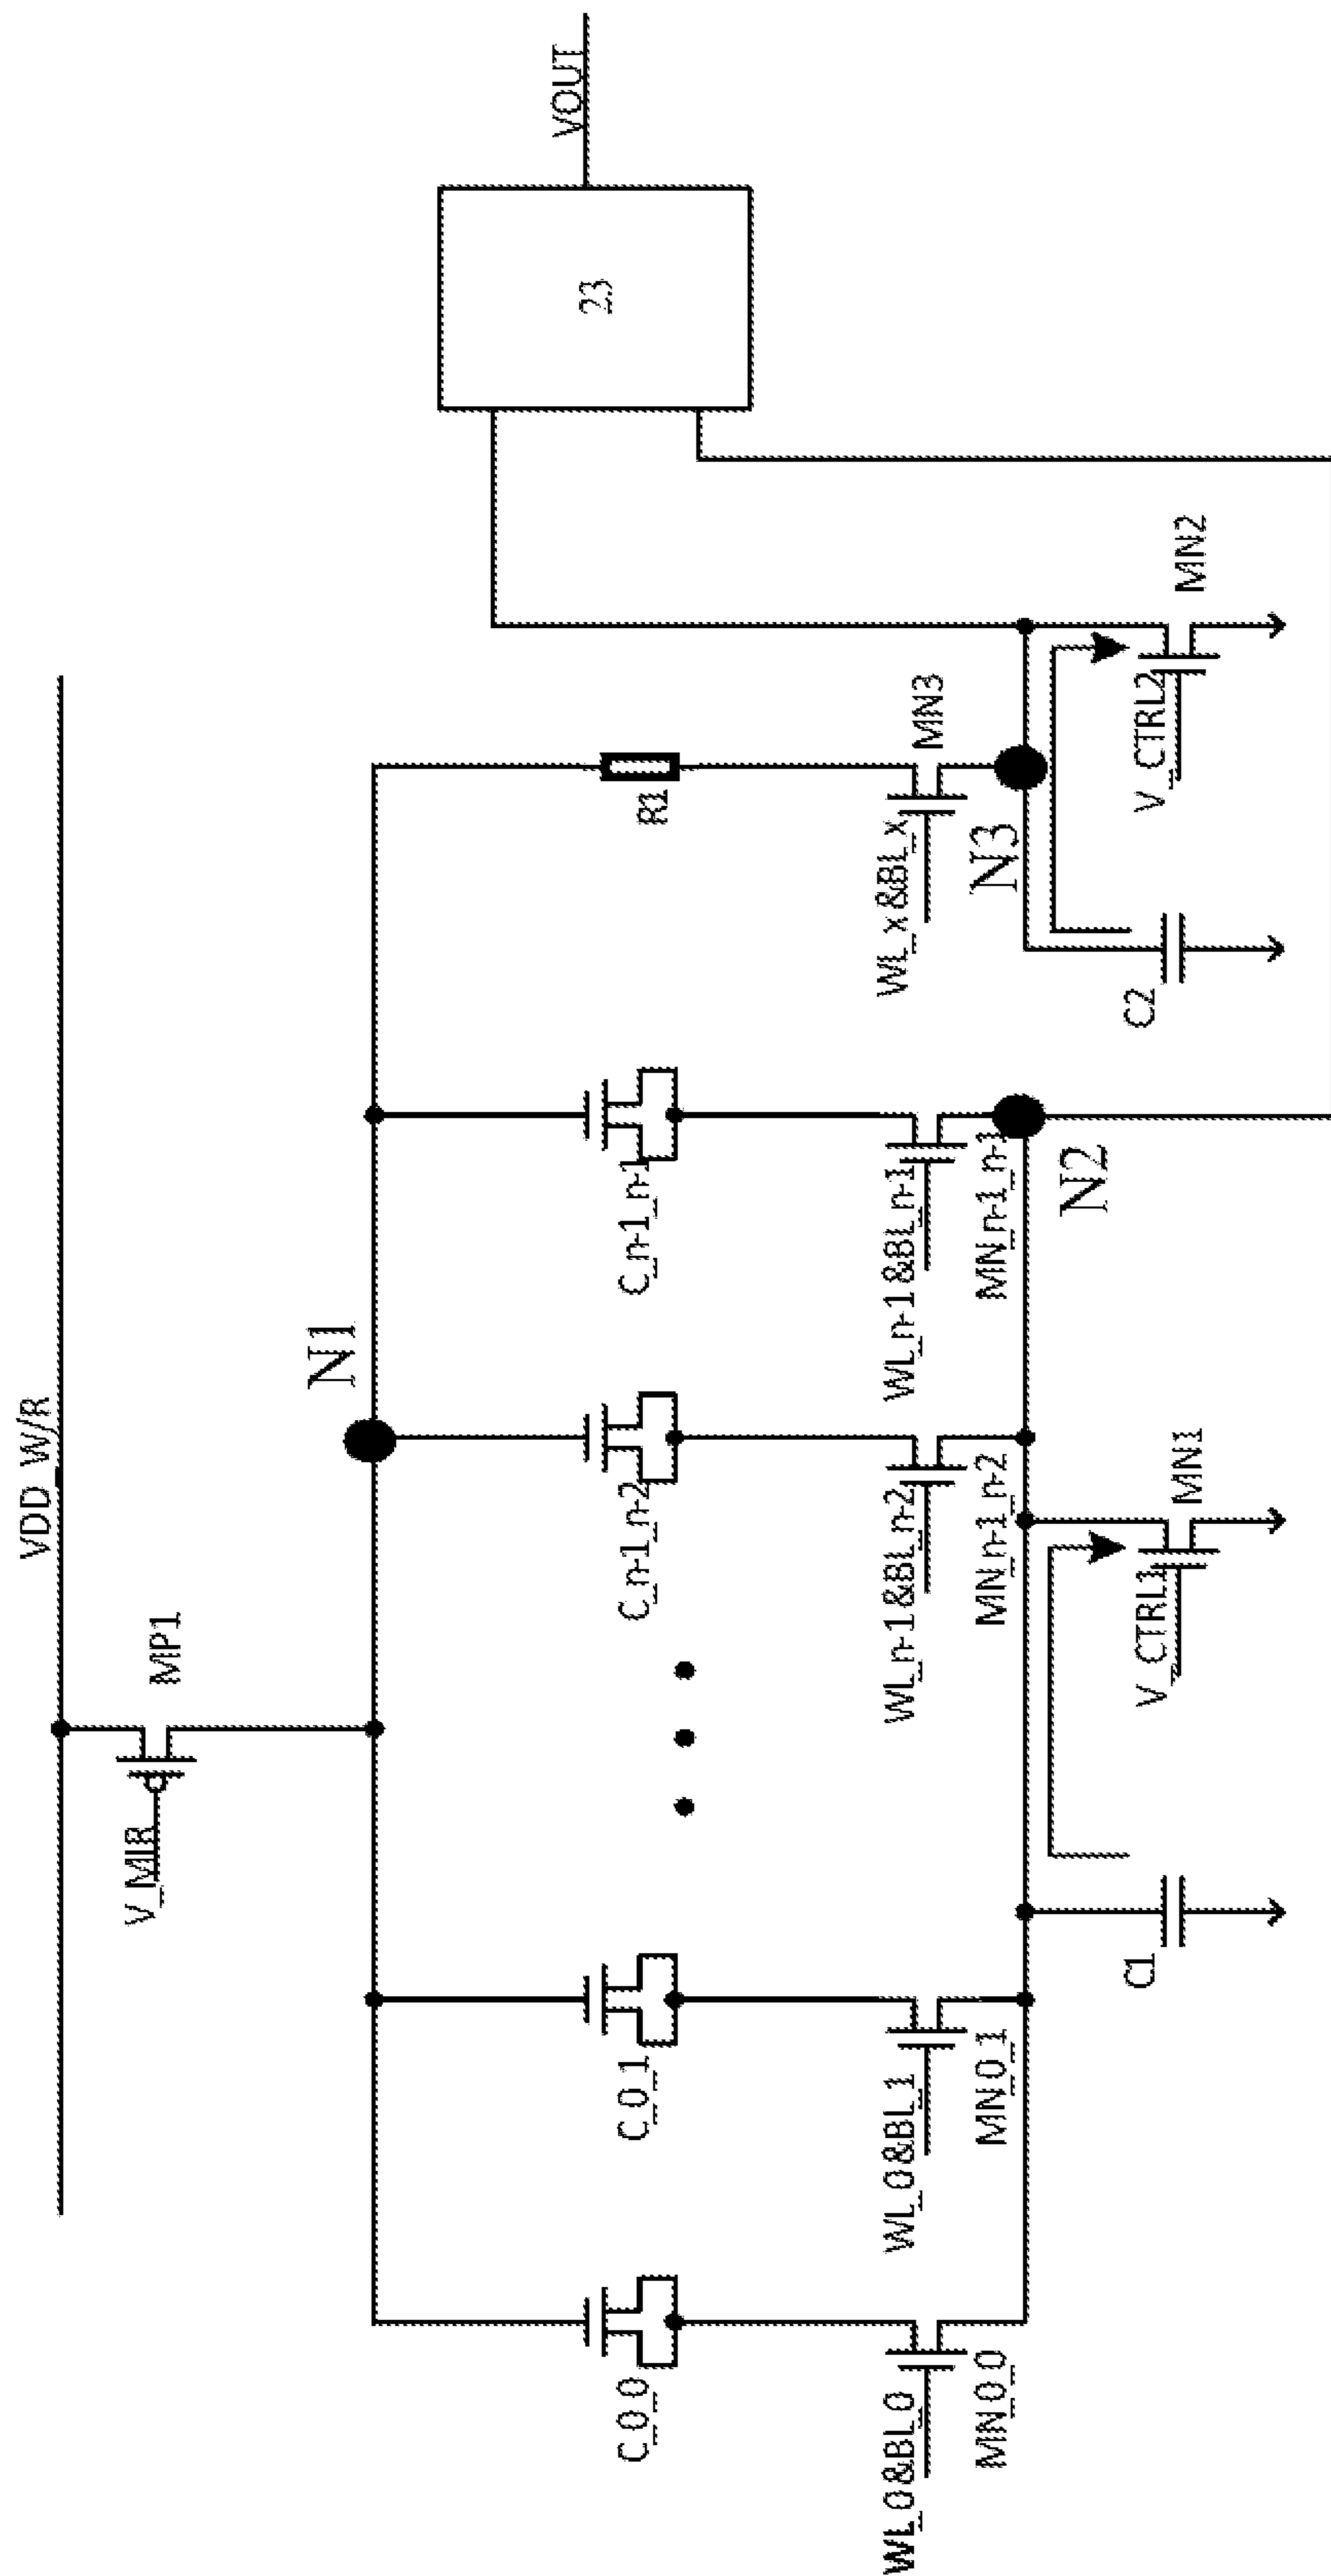 VDD_W/R
V_MIR
MP1
N1
C_0_0
C_0_1
C_n-1_n-2
C_n-1_n-1
R1
23
VOUT
WL_0&BL_0
WL_0&BL_1
WL_n-1&BL_n-2
WL_n-1&BL_n-1
WL_x&BL_x
MN3
MN_0_0
MN_0_1
MN_n-1_n-2
MN_n-1_n-1
N3
N2
C1
V_CTRL1
MN1
C2
V_CTRL2
MN2